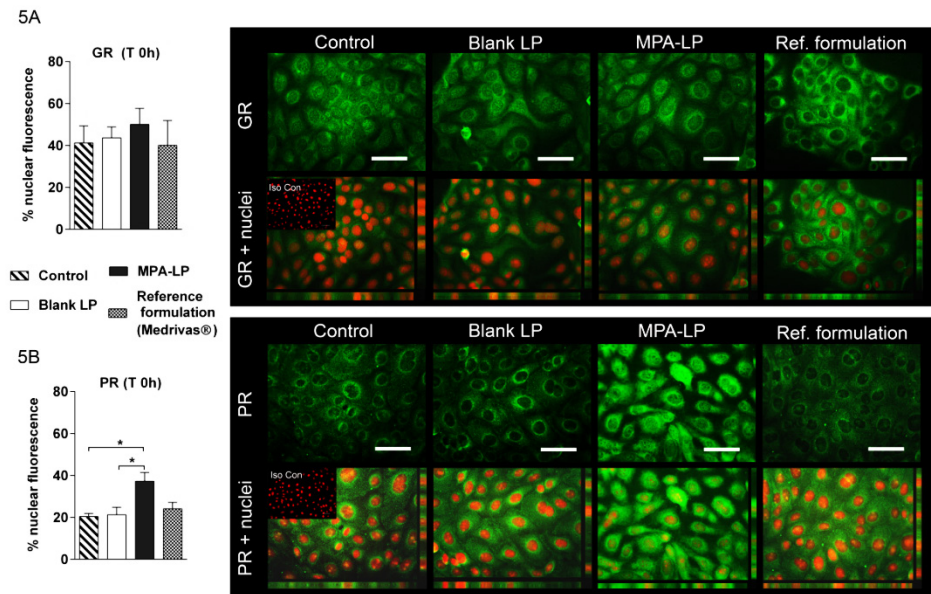 5A
GR (T 0h)
% nuclear fluorescence
80
60
40
20
0
Control
Blank LP
MPA-LP
Reference
formulation
(Medrivas®)
Control Blank LP MPA-LP Ref. formulation
GR
GR + nuclei
Iso Con
5B
PR (T 0h)
% nuclear fluorescence
80
60
40
20
0
*
*
Control Blank LP MPA-LP Ref. formulation
PR
PR + nuclei
Iso Con